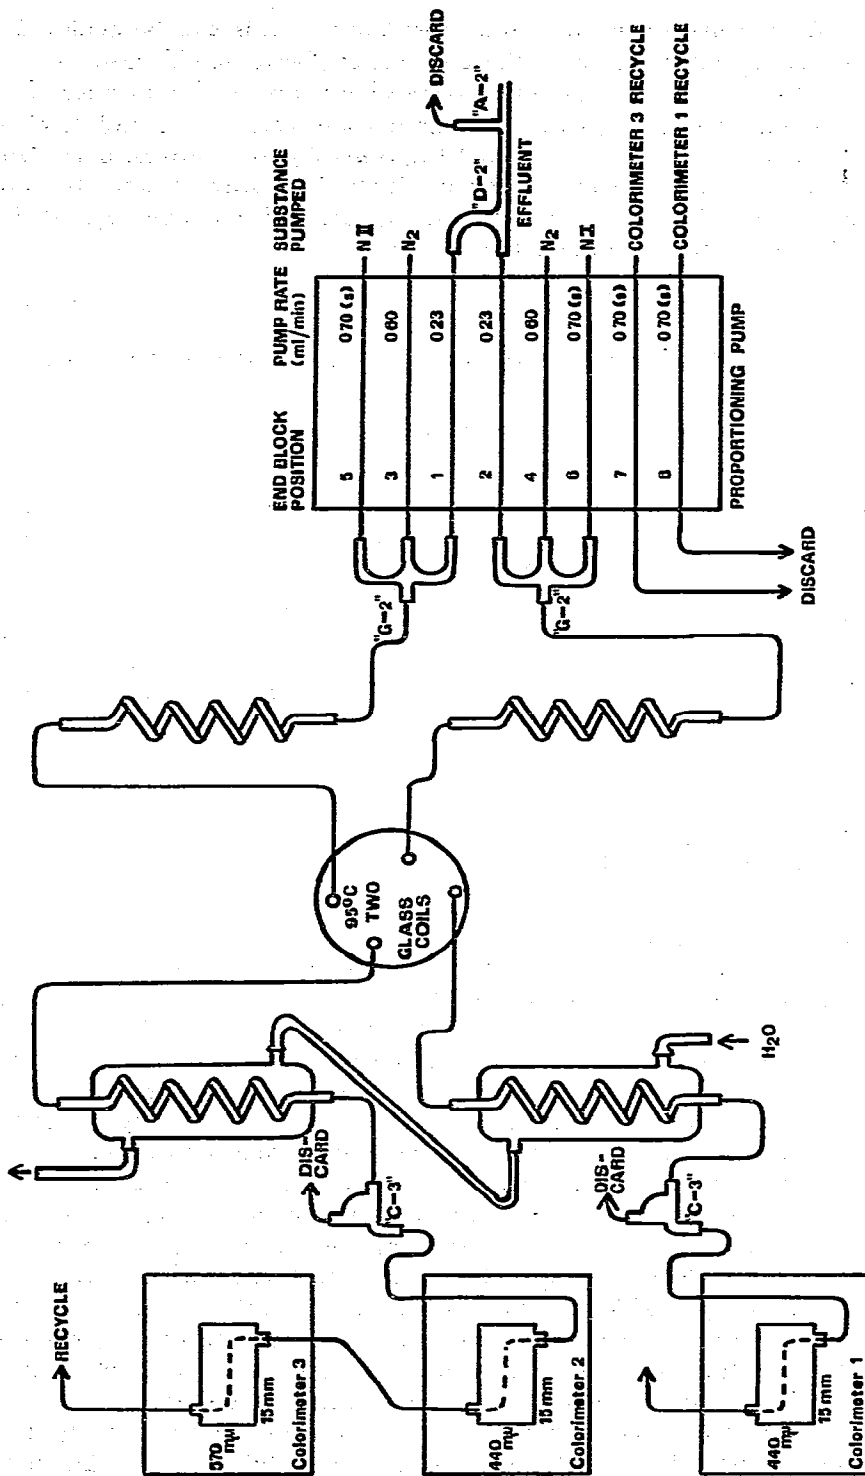 END BLOCK
POSITION
PUMP RATE
(ml/min)
SUBSTANCE
PUMPED
5 070 (s) N II
3 060 N2
1 023
2 023
4 060 N2
6 070 (s) N I
7 070 (s) COLORIMETER 3 RECYCLE
8 070 (s) COLORIMETER 1 RECYCLE
PROPORTIONING PUMP
DISCARD
"A=2"
"D=2"
EFFLUENT
DISCARD
"G=2"
"G=2"
95°C
TWO
GLASS
COILS
H2O
DIS-
CARD
"C=3"
DIS-
CARD
"C=3"
RECYCLE
570
mµ
15 mm
Colorimeter 3
440
mµ
15 mm
Colorimeter 2
440
mµ
15 mm
Colorimeter 1